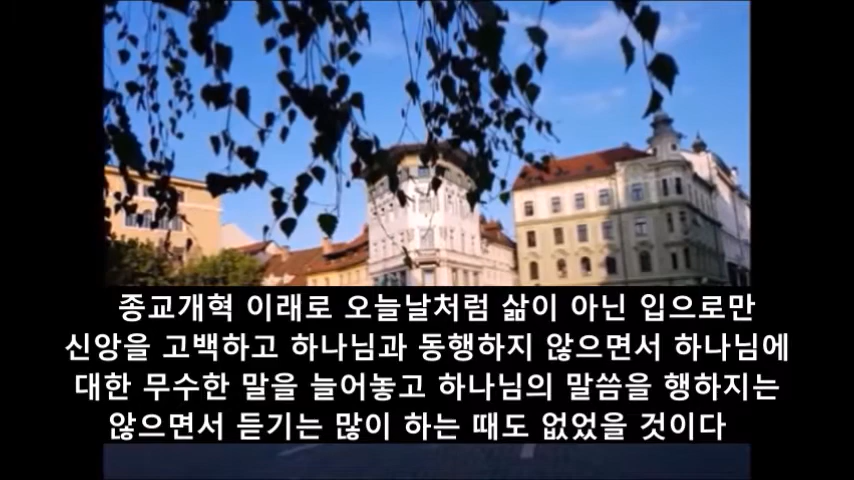 종교개혁 이래로 오늘날처럼 삶이 아닌 입으로만
신앙을 고백하고 하나님과 동행하지 않으면서 하나님에
대한 무수한 말을 늘어놓고 하나님의 말씀을 행하지는
않으면서 듣기는 많이 하는 때도 없었을 것이다